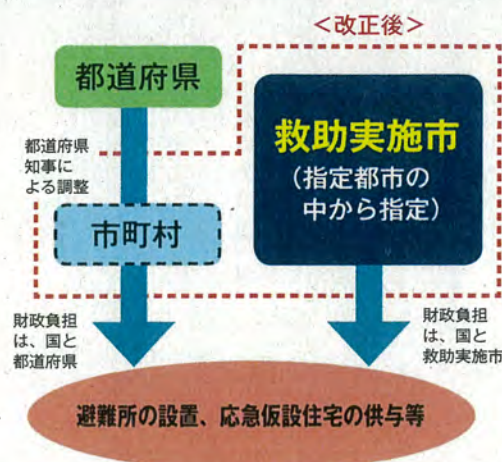 ＜改正後＞
都道府県
都道府県
知事に
よる調整
市町村
財政負担
は、国と
都道府県
救助実施市
（指定都市の
中から指定）
財政負担
は、国と
救助実施市
避難所の設置、応急仮設住宅の供与等